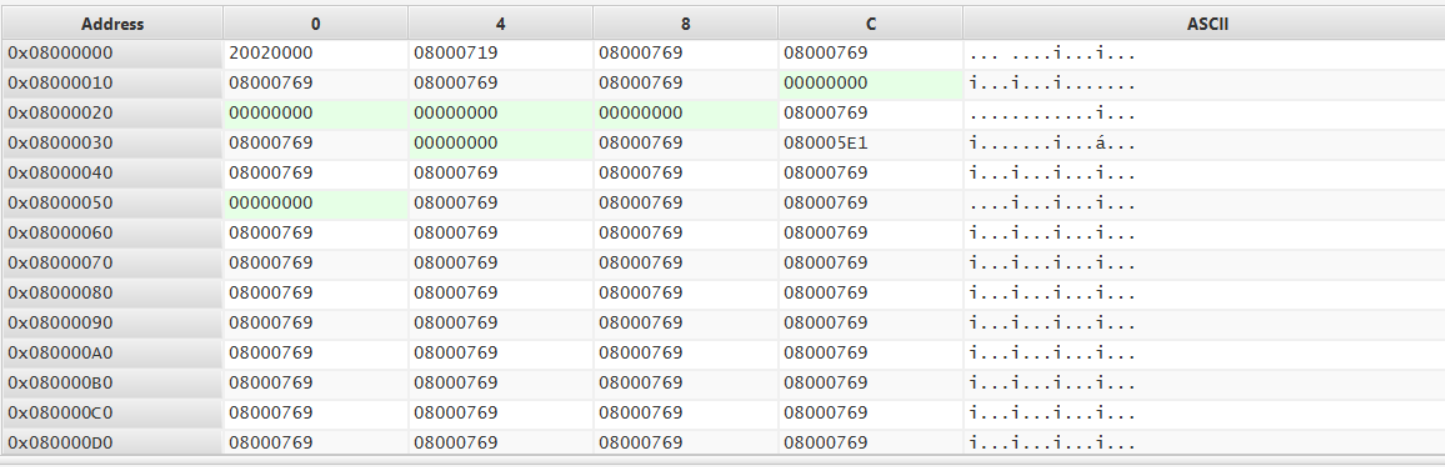 Address 0 4 8 C ASCII
0x08000000 20020000 08000719 08000769 08000769 ... ....i...i...
0x08000010 08000769 08000769 08000769 00000000 i...i...i.......
0x08000020 00000000 00000000 00000000 08000769 ............i...
0x08000030 08000769 00000000 08000769 080005E1 i.......i...á...
0x08000040 08000769 08000769 08000769 08000769 i...i...i...i...
0x08000050 00000000 08000769 08000769 08000769 ....i...i...i...
0x08000060 08000769 08000769 08000769 08000769 i...i...i...i...
0x08000070 08000769 08000769 08000769 08000769 i...i...i...i...
0x08000080 08000769 08000769 08000769 08000769 i...i...i...i...
0x08000090 08000769 08000769 08000769 08000769 i...i...i...i...
0x080000A0 08000769 08000769 08000769 08000769 i...i...i...i...
0x080000B0 08000769 08000769 08000769 08000769 i...i...i...i...
0x080000C0 08000769 08000769 08000769 08000769 i...i...i...i...
0x080000D0 08000769 08000769 08000769 08000769 i...i...i...i...